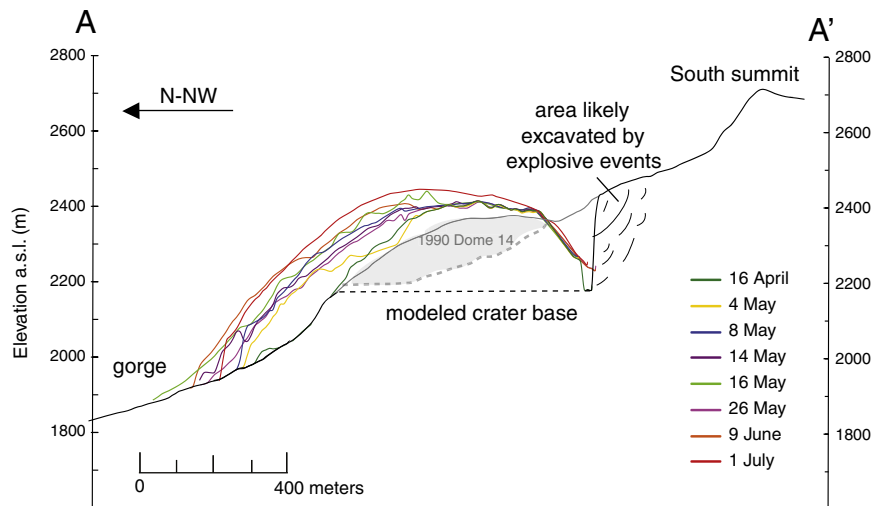 A
A'
2800
2600
2400
2200
2000
1800
Elevation a.s.l. (m)
N-NW
South summit
area likely
excavated by
explosive events
1990 Dome 14
modeled crater base
gorge
0
400 meters
16 April
4 May
8 May
14 May
16 May
26 May
9 June
1 July
2800
2600
2400
2200
2000
1800